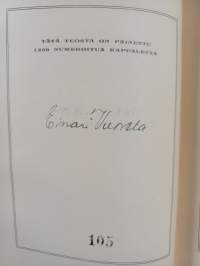 TÄTÄ TEOSTA ON PAINETTU
1200 NUMEROITUA KAPPALETTA
Einari Vuorela
105